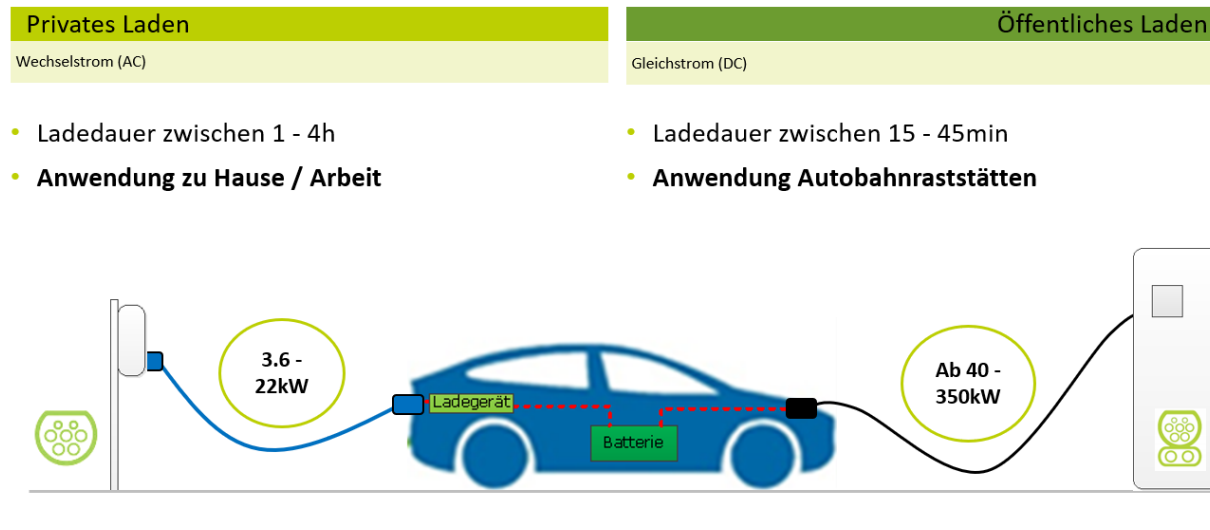 Privates Laden
Wechselstrom (AC)
• Ladedauer zwischen 1 - 4h
• Anwendung zu Hause / Arbeit
Öffentliches Laden
Gleichstrom (DC)
• Ladedauer zwischen 15 - 45min
• Anwendung Autobahnraststätten
3.6 -
22kW
Ladegerät
Batterie
Ab 40 -
350kW